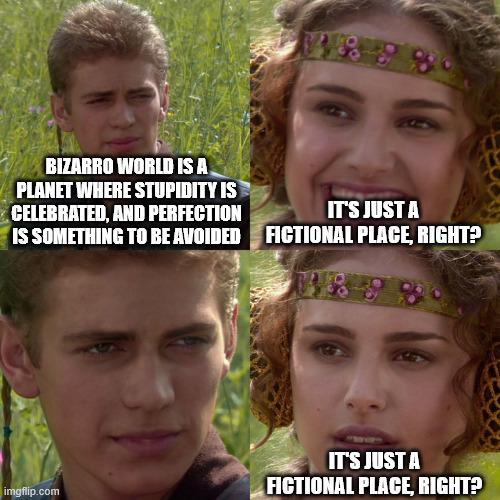 BIZARRO WORLD IS A
PLANET WHERE STUPIDITY IS
CELEBRATED, AND PERFECTION
IS SOMETHING TO BE AVOIDED
IT'S JUST A
FICTIONAL PLACE, RIGHT?
IT'S JUST A
FICTIONAL PLACE, RIGHT?
imgflip.com